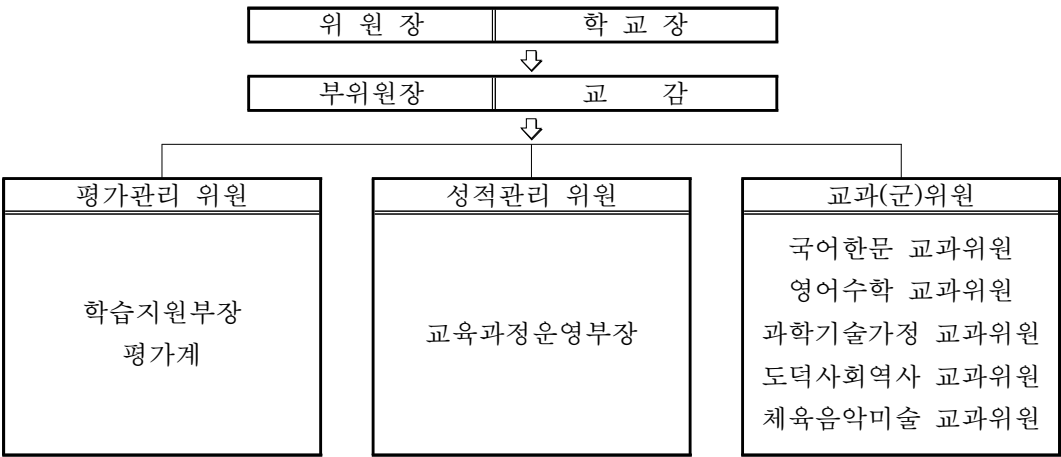 위 원 장 학 교 장
부위원장 교 감
평가관리 위원
학습지원부장
평가계
성적관리 위원
교육과정운영부장
교과(군)위원
국어한문 교과위원
영어수학 교과위원
과학기술가정 교과위원
도덕사회역사 교과위원
체육음악미술 교과위원